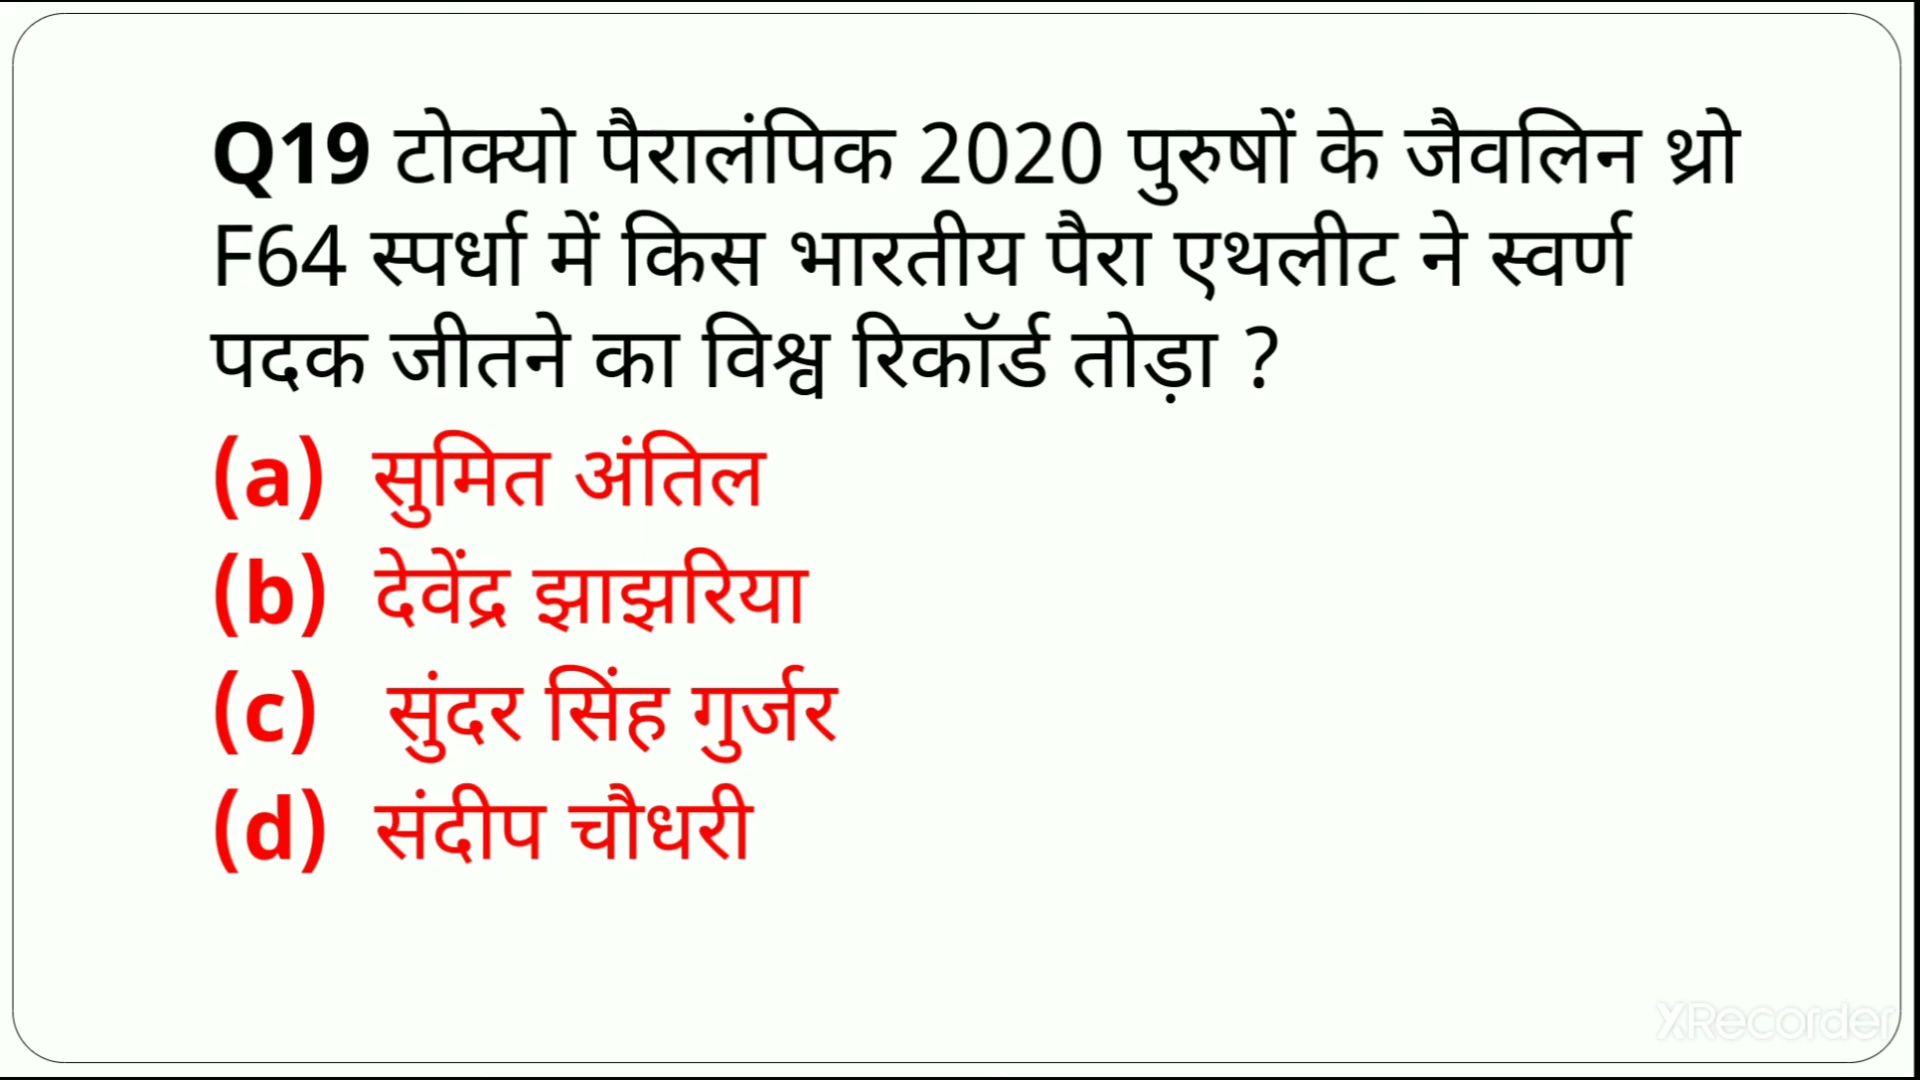 Q19 टोक्यो पैरालंपिक 2020 पुरुषों के जैवलिन थ्रो
F64 स्पर्धा में किस भारतीय पैरा एथलीट ने स्वर्ण
पदक जीतने का विश्व रिकॉर्ड तोड़ा ?
(a) सुमित अंतिल
(b) देवेंद्र झाझरिया
(c) सुंदर सिंह गुर्जर
(d) संदीप चौधरी
XRecorder